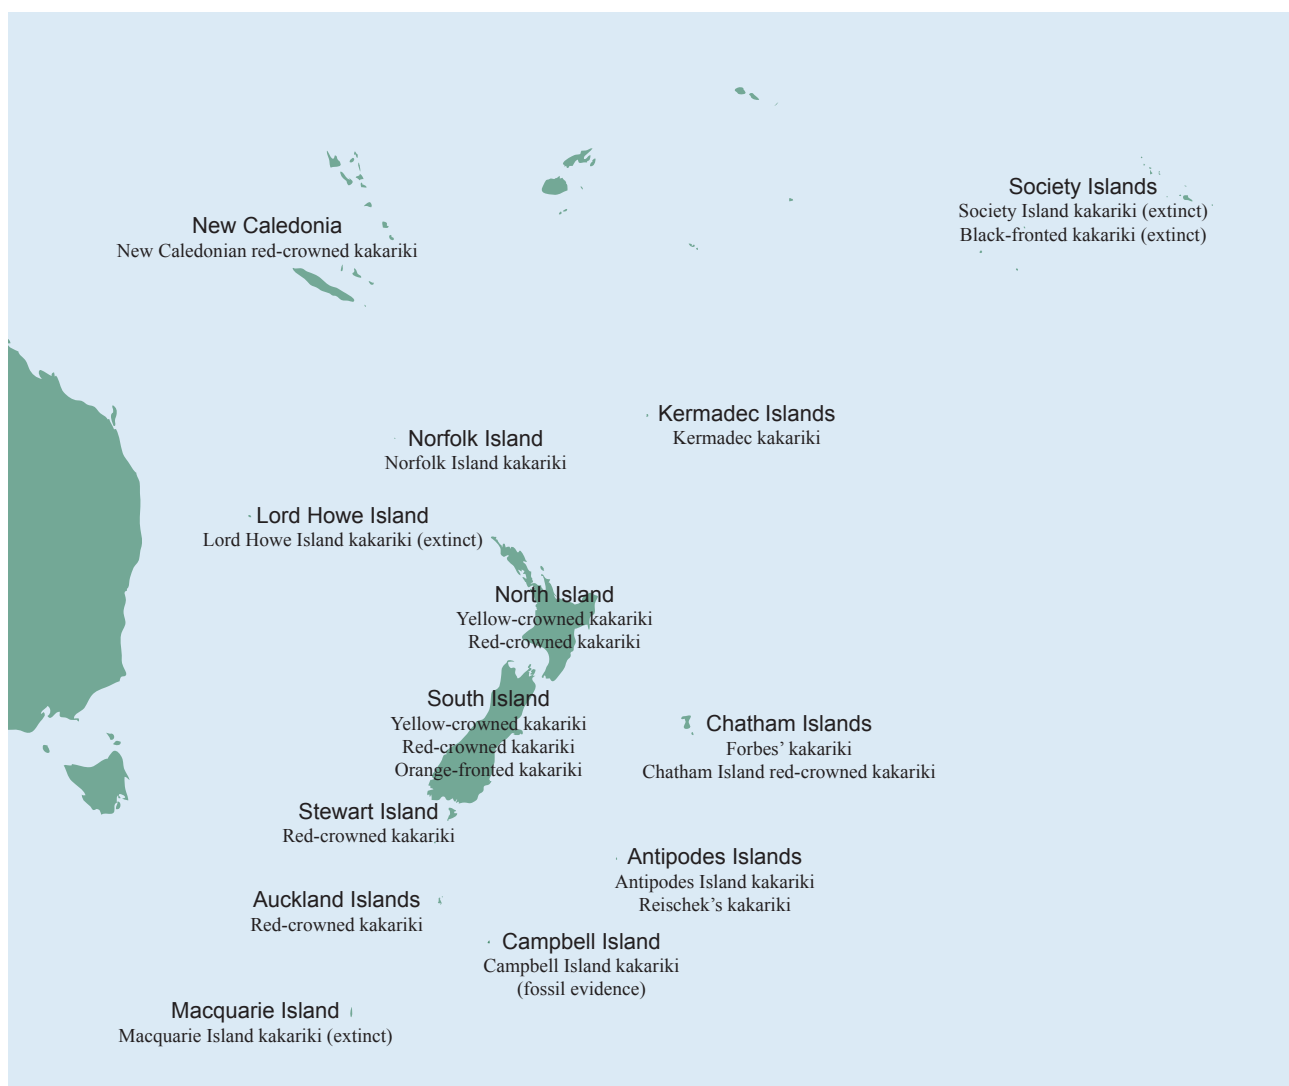 Society Islands
Society Island kakariki (extinct)
Black-fronted kakariki (extinct)
New Caledonia
New Caledonian red-crowned kakariki
Kermadec Islands
Kermadec kakariki
Norfolk Island
Norfolk Island kakariki
Lord Howe Island
Lord Howe Island kakariki (extinct)
North Island
Yellow-crowned kakariki
Red-crowned kakariki
South Island
Yellow-crowned kakariki
Red-crowned kakariki
Orange-fronted kakariki
Chatham Islands
Forbes’ kakariki
Chatham Island red-crowned kakariki
Stewart Island
Red-crowned kakariki
Antipodes Islands
Antipodes Island kakariki
Reischek’s kakariki
Auckland Islands
Red-crowned kakariki
Campbell Island
Campbell Island kakariki
(fossil evidence)
Macquarie Island
Macquarie Island kakariki (extinct)